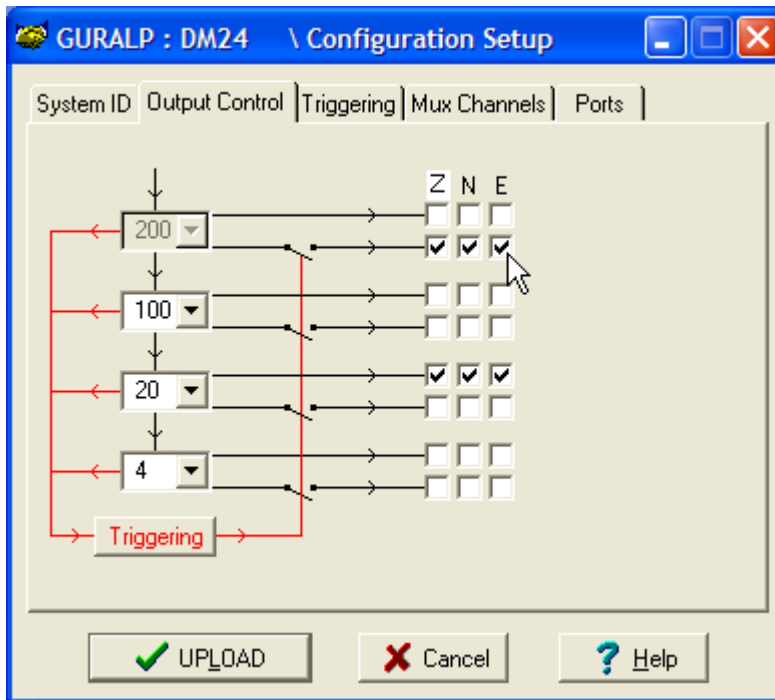 GURALP : DM24 \ Configuration Setup
System ID Output Control Triggering Mux Channels Ports
Z N E
200
100
20
4
Triggering
UPLOAD Cancel Help